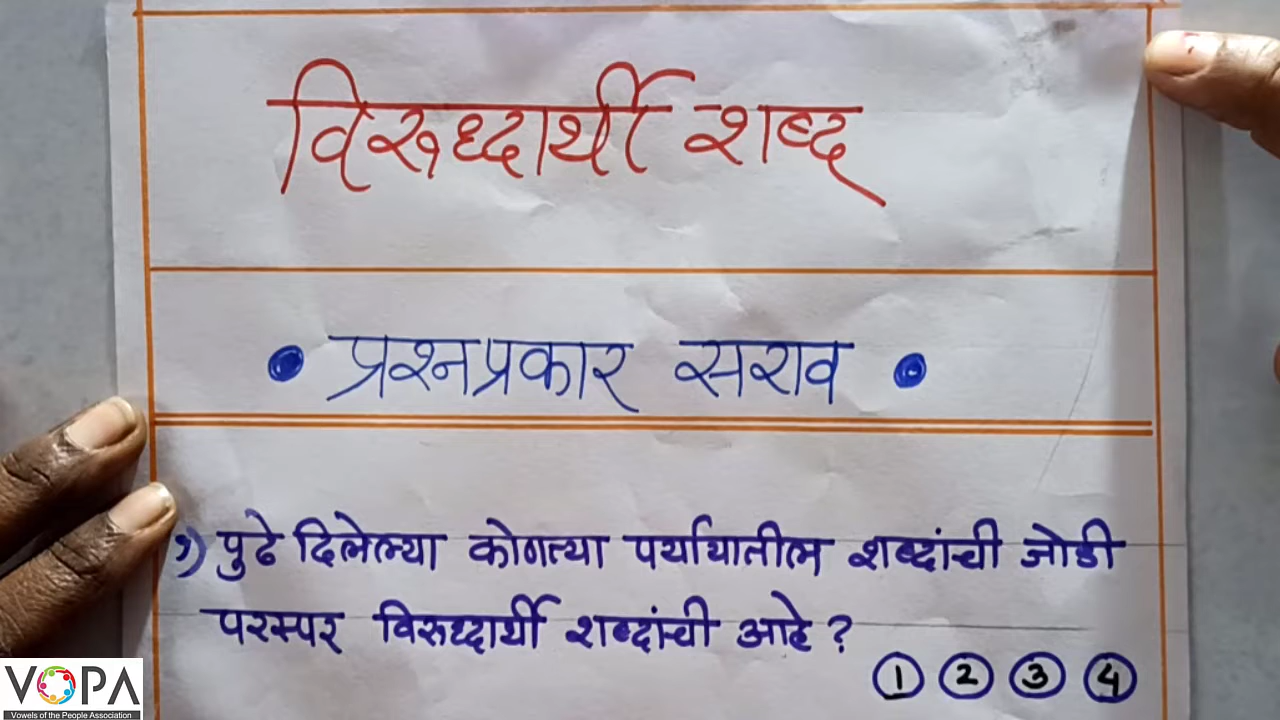 विरूध्दार्थी शब्द
• प्रश्नप्रकार सराव •
१) पुढे दिलेल्या कोणत्या पर्यायातील शब्दांची जोडी
परस्पर विरूध्दार्थी शब्दांची आहे ?
① ② ③ ④
VOPA
Vowels of the People Association